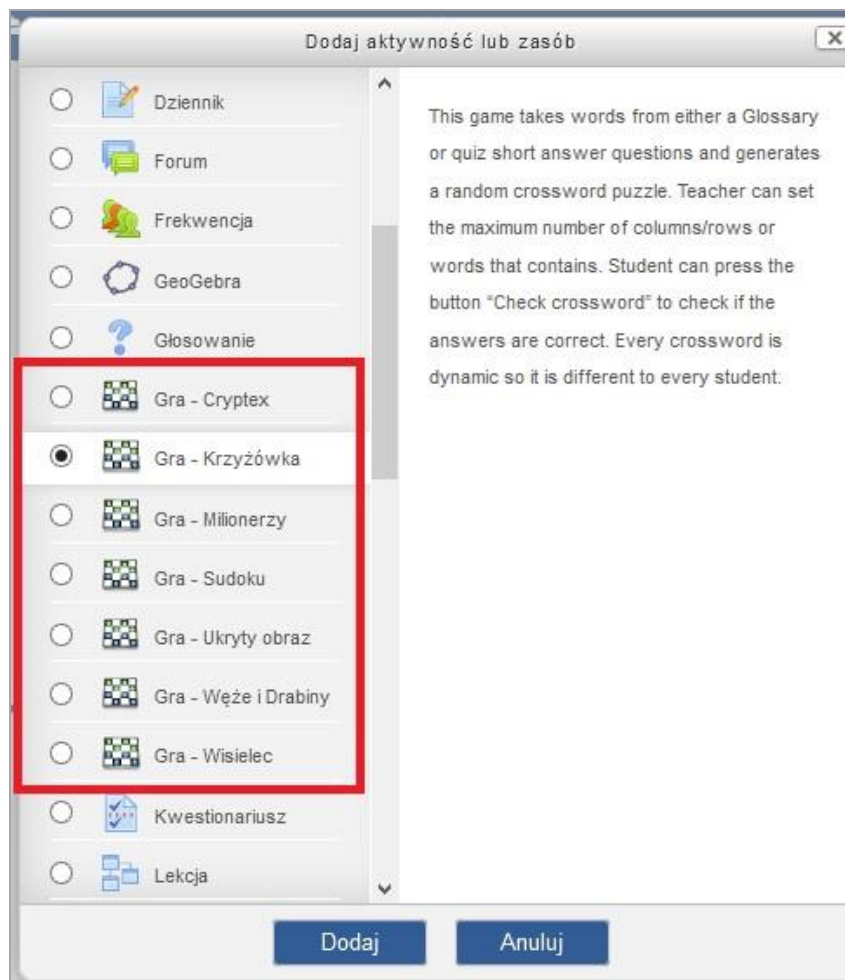 Dodaj aktywność lub zasób
Dziennik
Forum
Frekwencja
GeoGebra
Głosowanie
Gra - Cryptex
Gra - Krzyżówka
Gra - Milionerzy
Gra - Sudoku
Gra - Ukryty obraz
Gra - Węże i Drabiny
Gra - Wisielec
Kwestionariusz
Lekcja
This game takes words from either a Glossary
or quiz short answer questions and generates
a random crossword puzzle. Teacher can set
the maximum number of columns/rows or
words that contains. Student can press the
button “Check crossword” to check if the
answers are correct. Every crossword is
dynamic so it is different to every student.
Dodaj
Anuluj